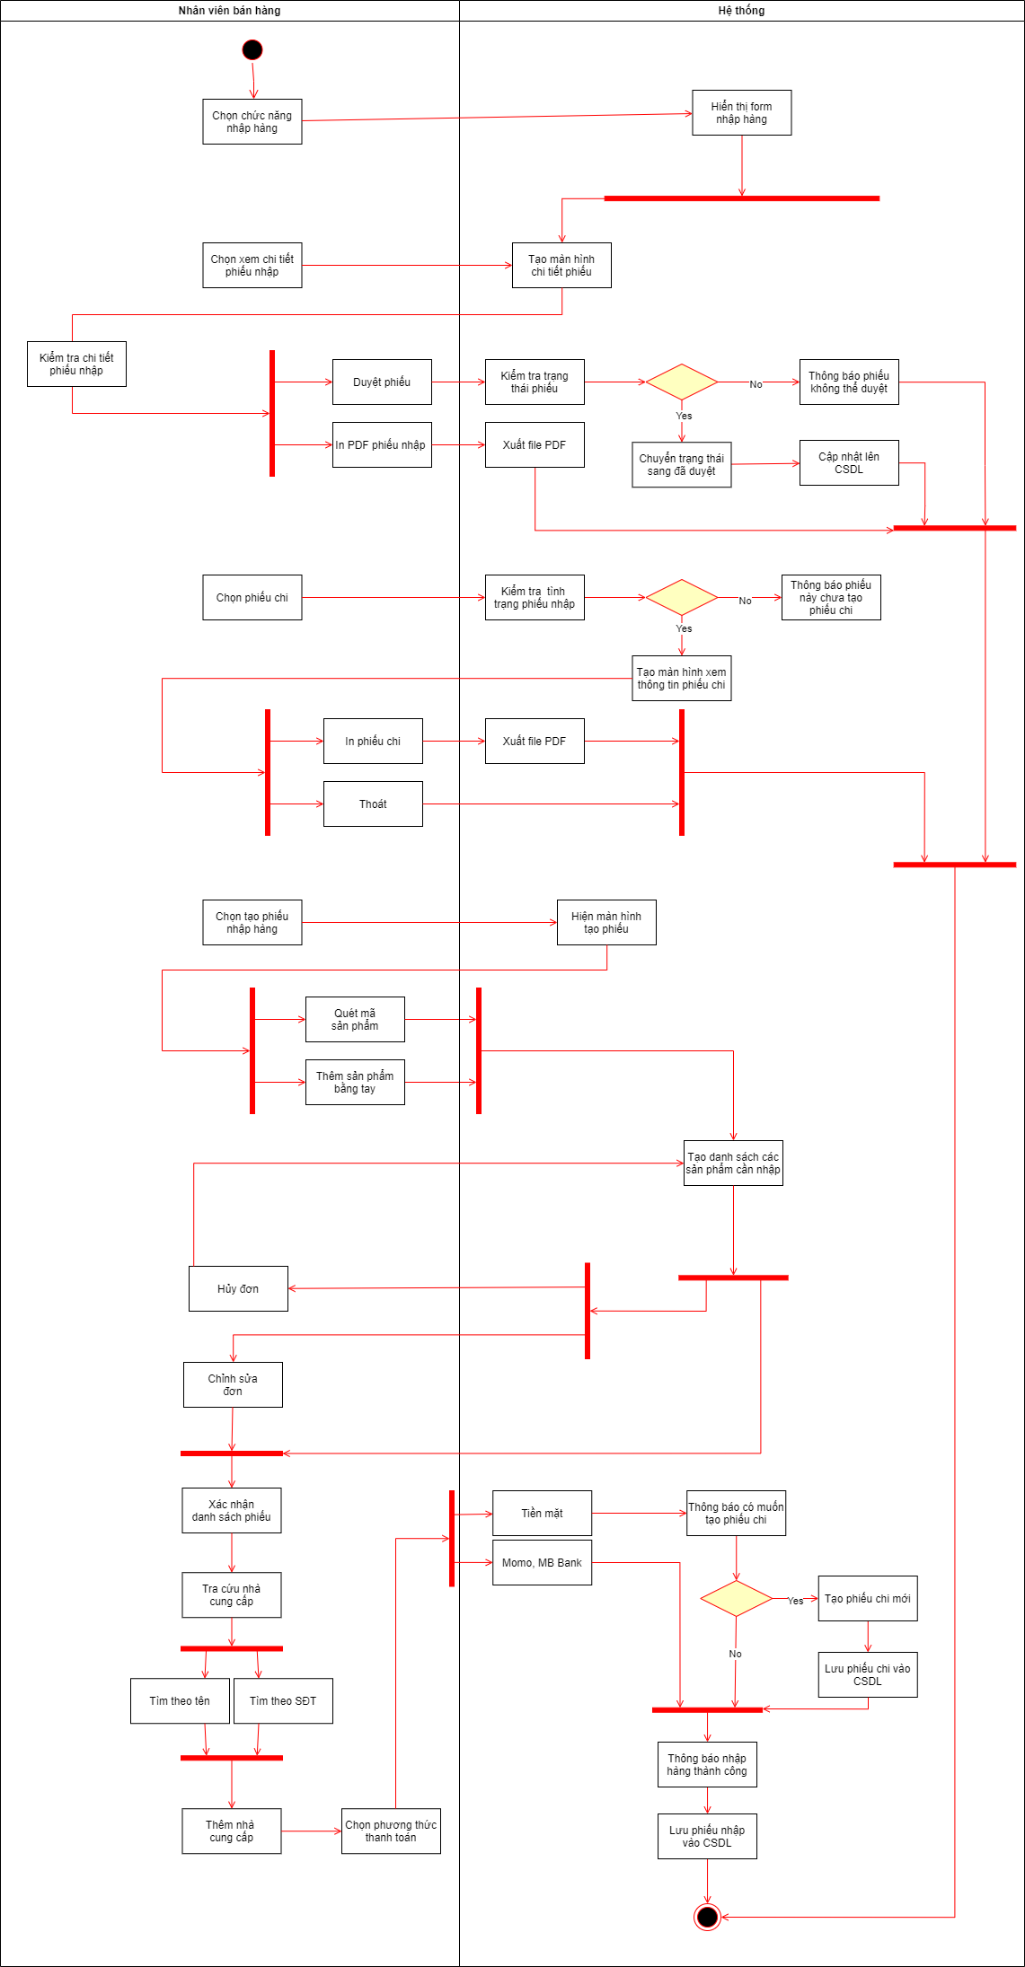 Nhân viên bán hàng
Hệ thống
Chọn chức năng
nhập hàng
Hiển thị form
nhập hàng
Chọn xem chi tiết
phiếu nhập
Tạo màn hình
chi tiết phiếu
Kiểm tra chi tiết
phiếu nhập
Duyệt phiếu
Kiểm tra trạng
thái phiếu
No
Thông báo phiếu
không thể duyệt
Yes
In PDF phiếu nhập
Xuất file PDF
Chuyển trạng thái
sang đã duyệt
Cập nhật lên
CSDL
Chọn phiếu chi
Kiểm tra tình
trạng phiếu nhập
No
Thông báo phiếu
này chưa tạo
phiếu chi
Yes
Tạo màn hình xem
thông tin phiếu chi
In phiếu chi
Xuất file PDF
Thoát
Chọn tạo phiếu
nhập hàng
Hiện màn hình
tạo phiếu
Quét mã
sản phẩm
Thêm sản phẩm
bằng tay
Tạo danh sách các
sản phẩm cần nhập
Hủy đơn
Chỉnh sửa
đơn
Xác nhận
danh sách phiếu
Tiền mặt
Thông báo có muốn
tạo phiếu chi
Momo, MB Bank
Tra cứu nhà
cung cấp
Yes
Tạo phiếu chi mới
No
Lưu phiếu chi vào
CSDL
Tìm theo tên
Tìm theo SĐT
Thông báo nhập
hàng thành công
Thêm nhà
cung cấp
Chọn phương thức
thanh toán
Lưu phiếu nhập
vào CSDL